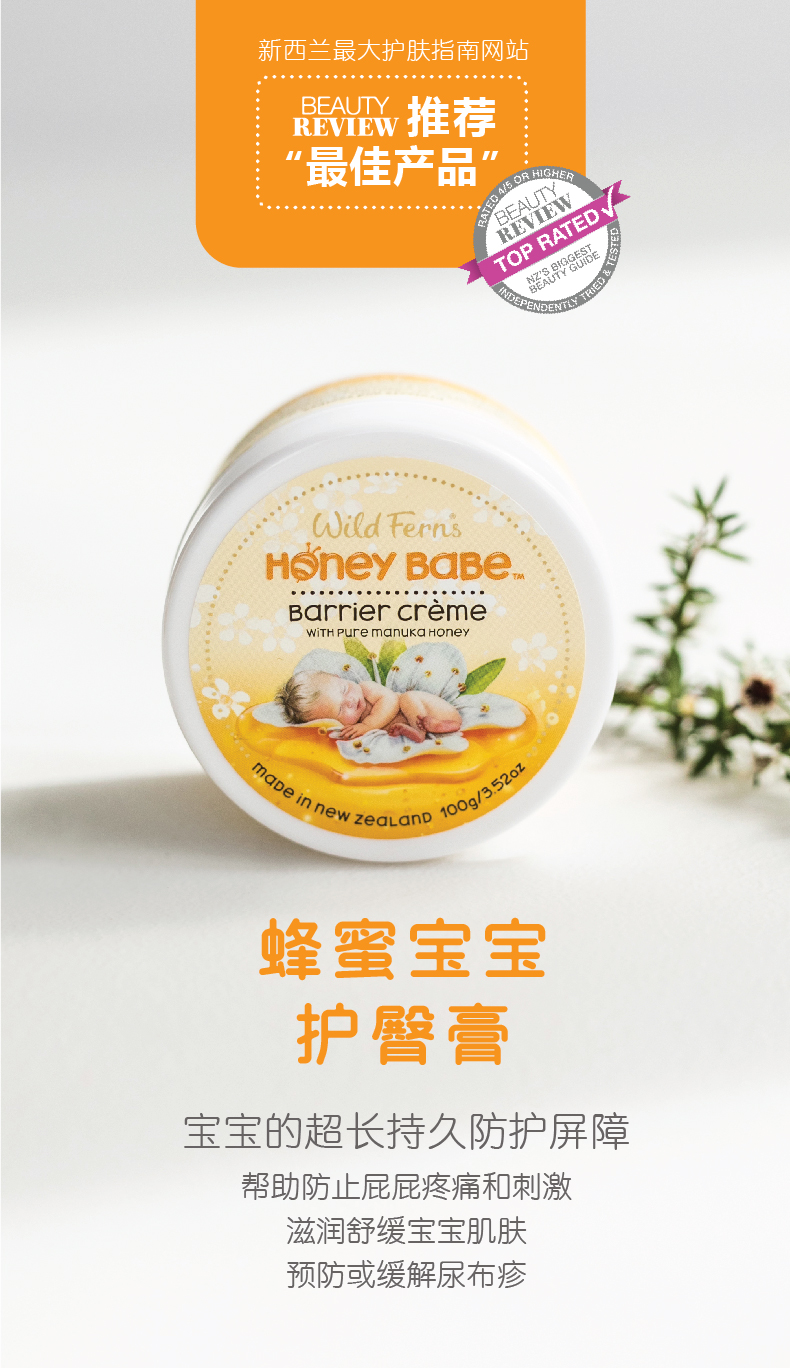 新西兰最大护肤指南网站
BEAUTY
REVIEW 推荐
“最佳产品”
RATED 4/5 OR HIGHER
BEAUTY
REVIEW
TOP RATED
NZ'S BIGGEST
BEAUTY GUIDE
INDEPENDENTLY TRIED & TESTED
Wild Ferns®
HONEY BABE™
Barrier crème
WITH PURE MANUKA HONEY
MADE in new zealand 100g/3.52oz
蜂蜜宝宝
护臀膏
宝宝的超长持久防护屏障
帮助防止屁屁疼痛和刺激
滋润舒缓宝宝肌肤
预防或缓解尿布疹